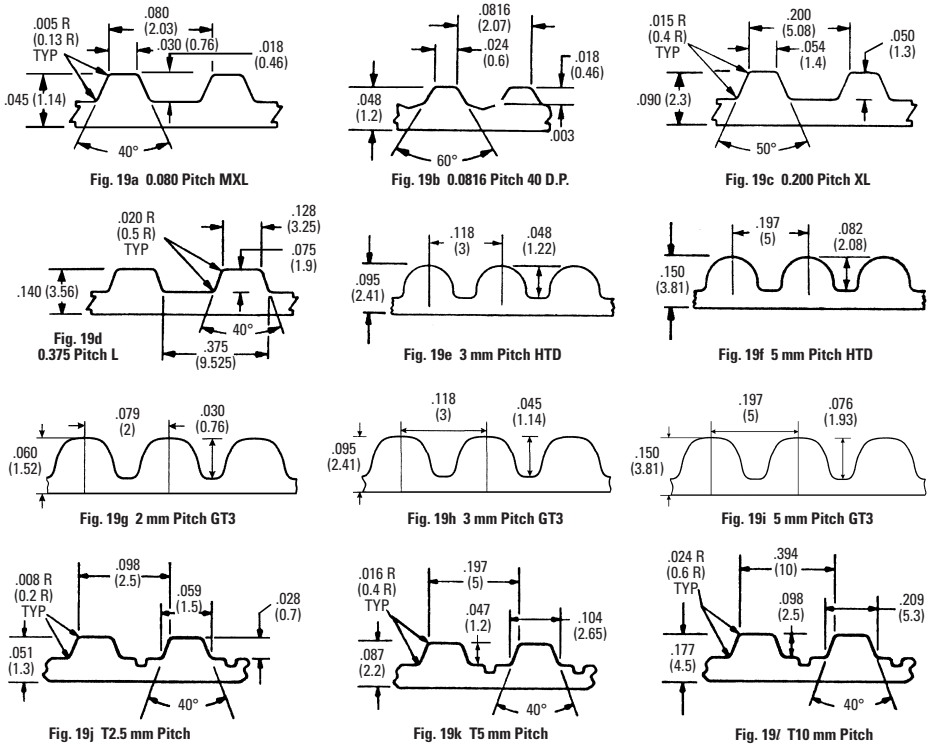 .005 R
(0.13 R)
TYP
.080
(2.03)
.030 (0.76)
.018
(0.46)
.045 (1.14)
40°
Fig. 19a 0.080 Pitch MXL
.0816
(2.07)
.024
(0.6)
.018
(0.46)
.048
(1.2)
.003
60°
Fig. 19b 0.0816 Pitch 40 D.P.
.015 R
(0.4 R)
TYP
.200
(5.08)
.054
(1.4)
.050
(1.3)
.090 (2.3)
50°
Fig. 19c 0.200 Pitch XL
.020 R
(0.5 R)
TYP
.128
(3.25)
.075
(1.9)
.140 (3.56)
40°
.375
(9.525)
Fig. 19d
0.375 Pitch L
.118
(3)
.048
(1.22)
.095
(2.41)
Fig. 19e 3 mm Pitch HTD
.197
(5)
.082
(2.08)
.150
(3.81)
Fig. 19f 5 mm Pitch HTD
.079
(2)
.030
(0.76)
.060
(1.52)
Fig. 19g 2 mm Pitch GT3
.118
(3)
.045
(1.14)
.095
(2.41)
Fig. 19h 3 mm Pitch GT3
.197
(5)
.076
(1.93)
.150
(3.81)
Fig. 19i 5 mm Pitch GT3
.008 R
(0.2 R)
TYP
.098
(2.5)
.059
(1.5)
.028
(0.7)
.051
(1.3)
40°
Fig. 19j T2.5 mm Pitch
.016 R
(0.4 R)
TYP
.197
(5)
.047
(1.2)
.104
(2.65)
.087
(2.2)
40°
Fig. 19k T5 mm Pitch
.024 R
(0.6 R)
TYP
.394
(10)
.098
(2.5)
.209
(5.3)
.177
(4.5)
40°
Fig. 19l T10 mm Pitch